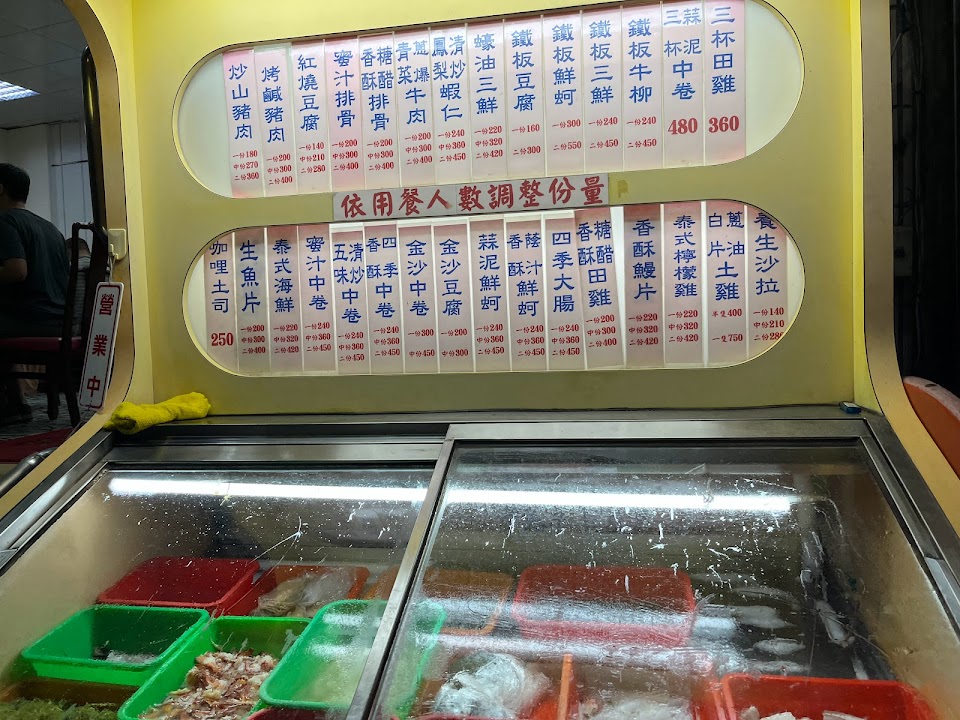 三杯田雞 360
三杯中卷 蒜泥 480
鐵板牛柳 一份240 二份450
鐵板三鮮 一份240 二份450
鐵板鮮蚵 一份300 二份550
鐵板豆腐 一份160 二份300
蠔油三鮮 一份220 中份320 二份420
清炒蝦仁 鳳梨 一份240 中份360 二份450
蔥爆牛肉 青菜 一份200 中份300 二份400
糖醋排骨 香酥 一份200 中份300 二份400
蜜汁排骨 一份200 中份300 二份400
紅燒豆腐 一份140 中份210 二份280
烤鹹豬肉 一份200 中份300 二份400
炒山豬肉 一份180 中份270 二份360
依用餐人數調整份量
養生沙拉 一份140 中份210 二份280
蔥油土雞 白片 半隻400 一隻750
泰式檸檬雞 一份220 中份320 二份420
香酥鰻片 一份220 中份320 二份420
糖醋田雞 香酥 一份200 中份300 二份400
四季大腸 一份240 中份360 二份450
蔭汁鮮蚵 香酥 一份240 中份360 二份450
蒜泥鮮蚵 一份240 中份360 二份450
金沙豆腐 一份200 中份300
金沙中卷 一份300 中份450
四季中卷 香酥 一份240 中份360 二份450
清炒中卷 五味 一份240 中份360 二份450
蜜汁中卷 一份240 中份360 二份450
泰式海鮮 一份220 中份320 二份420
生魚片 一份200 中份300 二份400
咖哩土司 250
營業中